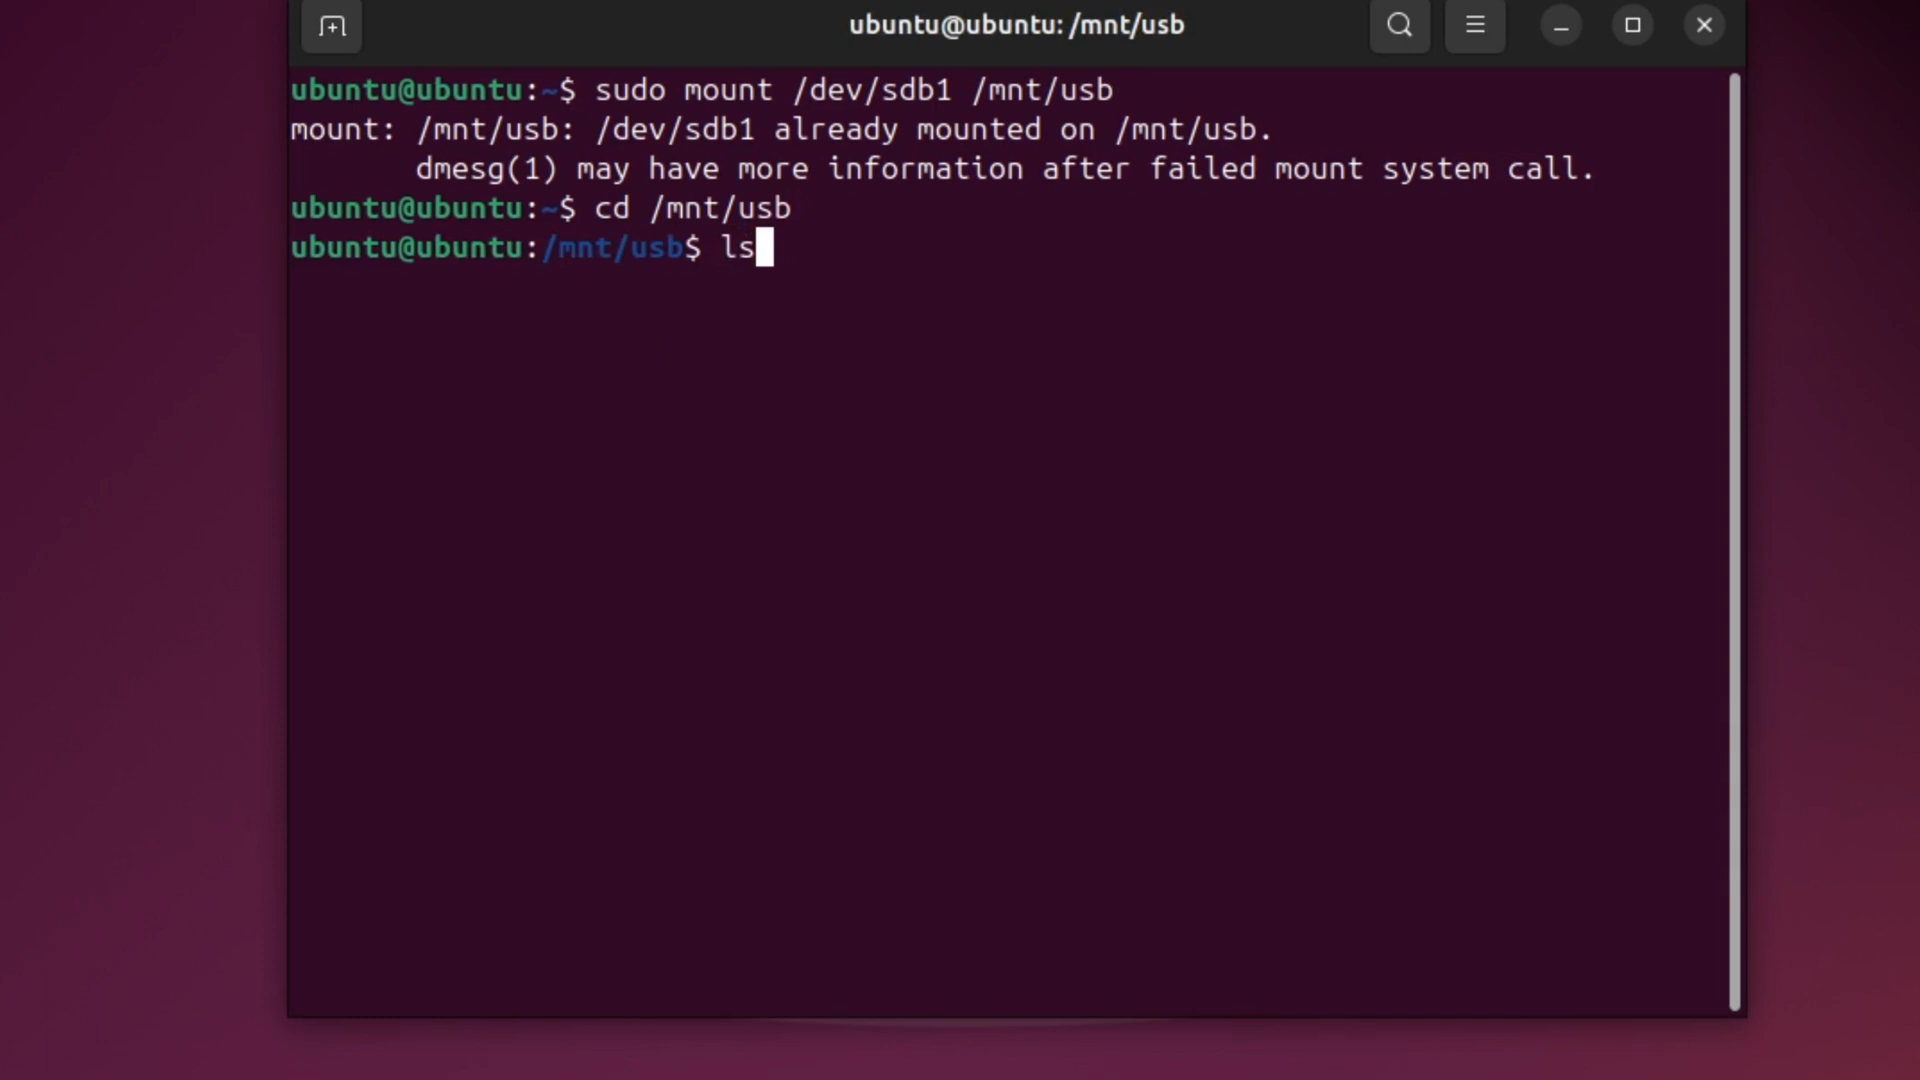 ubuntu@ubuntu: /mnt/usb
ubuntu@ubuntu:~$ sudo mount /dev/sdb1 /mnt/usb
mount: /mnt/usb: /dev/sdb1 already mounted on /mnt/usb.
dmesg(1) may have more information after failed mount system call.
ubuntu@ubuntu:~$ cd /mnt/usb
ubuntu@ubuntu:/mnt/usb$ ls